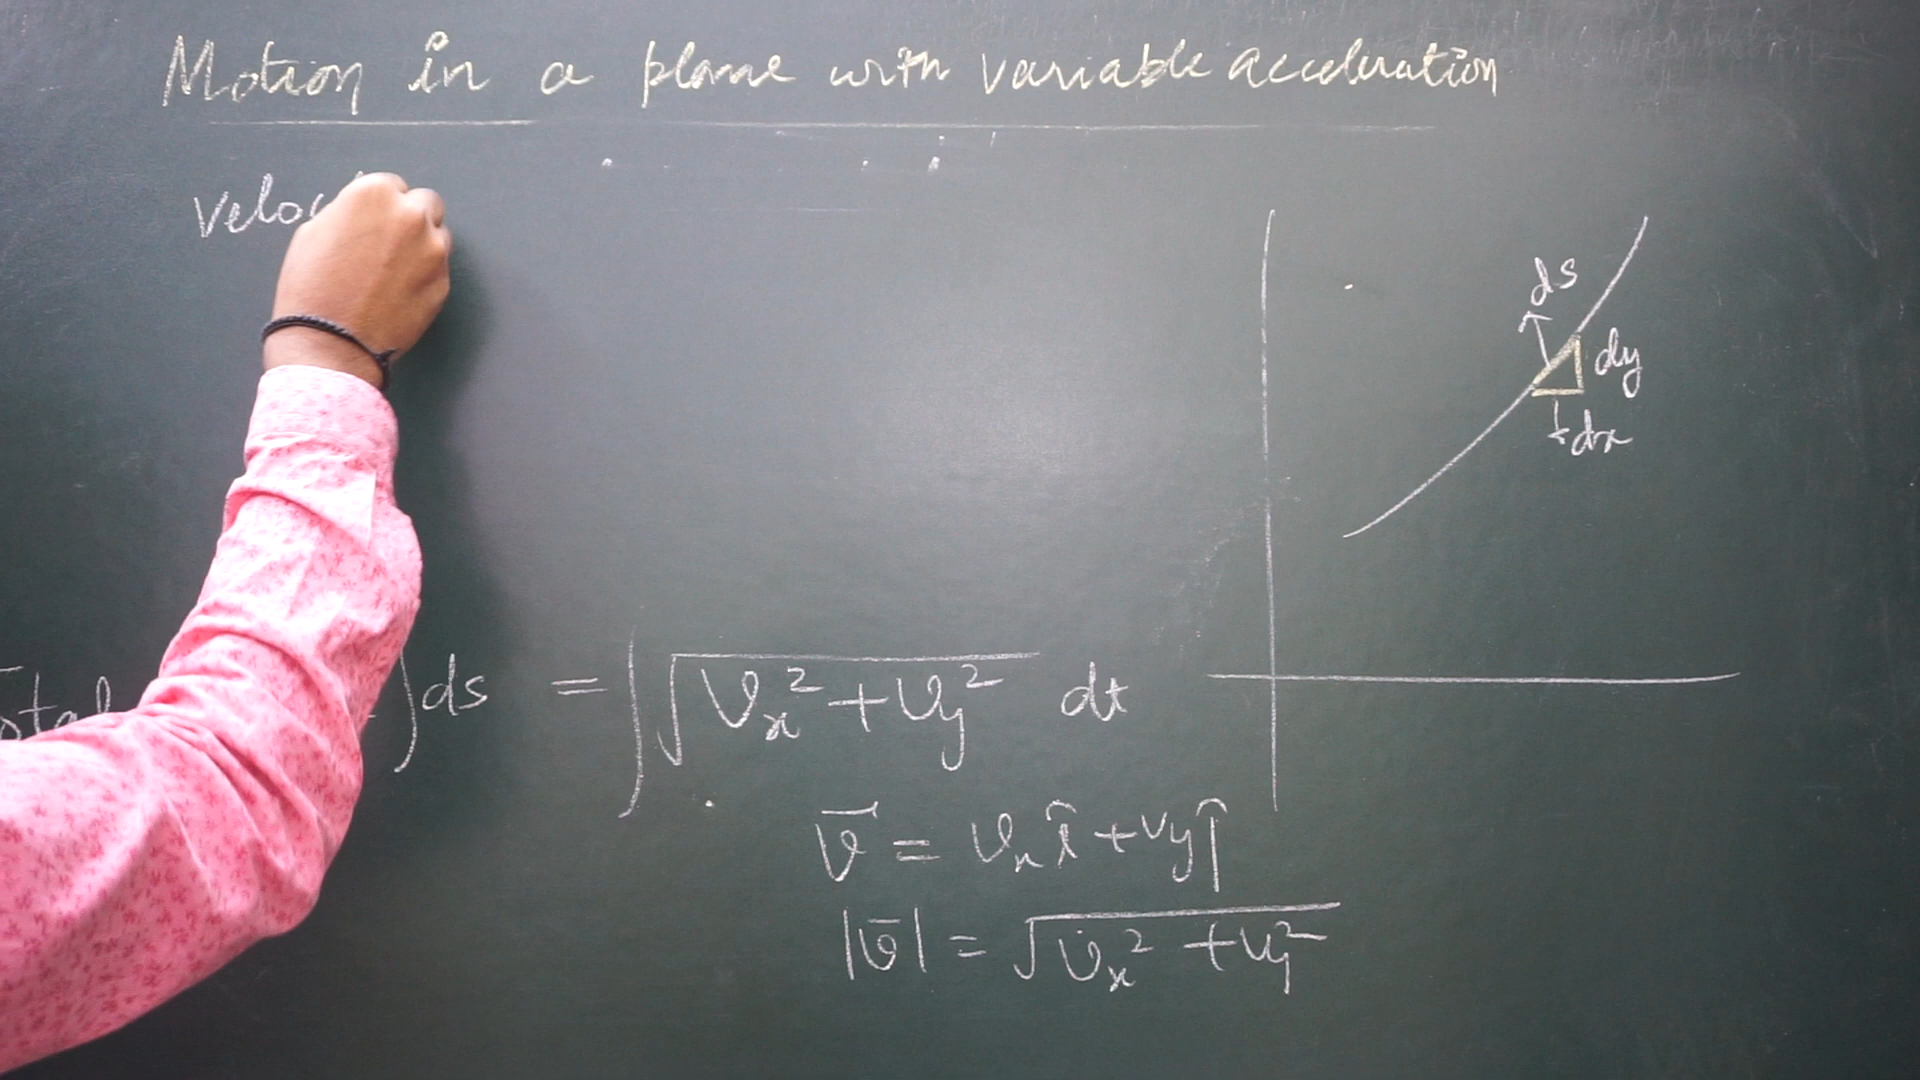 Motion in a plane with variable acceleration
ds
dy
dx
∫ds = ∫√(Vx² + Vy²) dt
v̄ = vx î + vy ĵ
|v̄| = √(vx² + vy²)